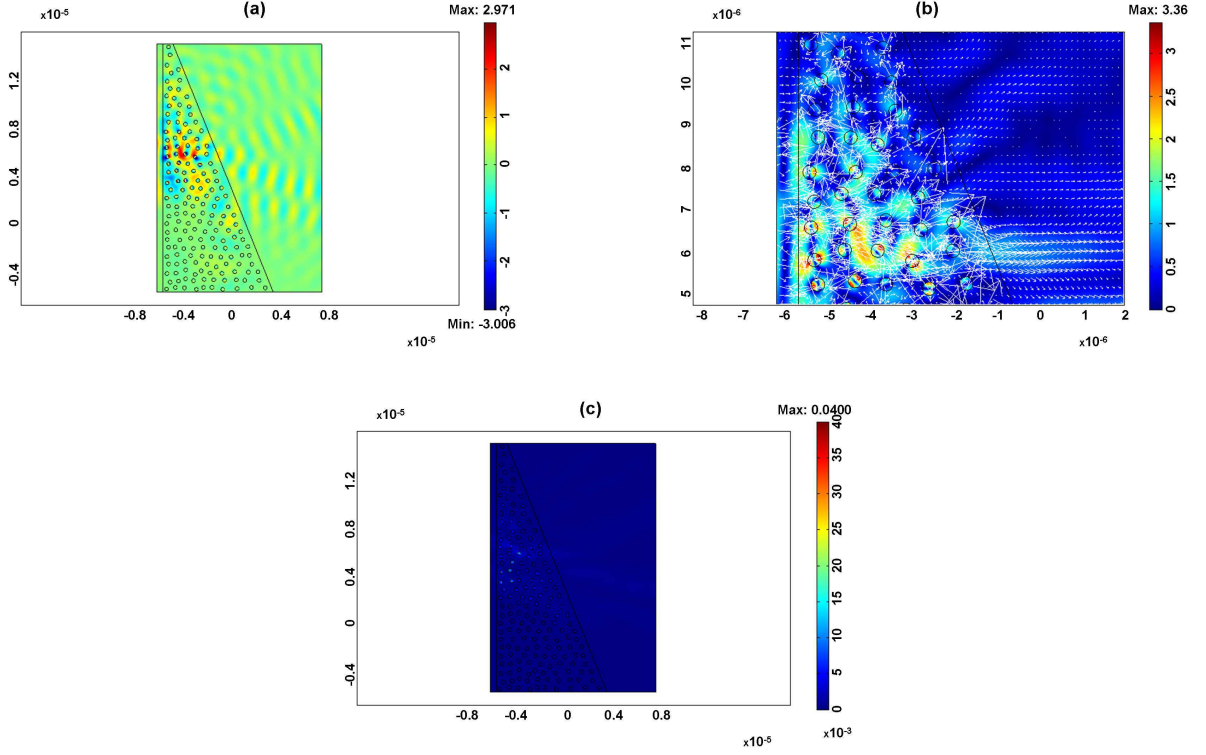 (a)
x10-5
Max: 2.971
1.2
0.8
0.4
0
-0.4
2
1
0
-1
-2
-3
-0.8 -0.4 0 0.4 0.8
Min: -3.006
x10-5
(b)
x10-6
Max: 3.36
11
10
9
8
7
6
5
3
2.5
2
1.5
1
0.5
0
-8 -7 -6 -5 -4 -3 -2 -1 0 1 2
x10-6
(c)
x10-5
Max: 0.0400
1.2
0.8
0.4
0
-0.4
40
35
30
25
20
15
10
5
0
-0.8 -0.4 0 0.4 0.8
x10-5
x10-3